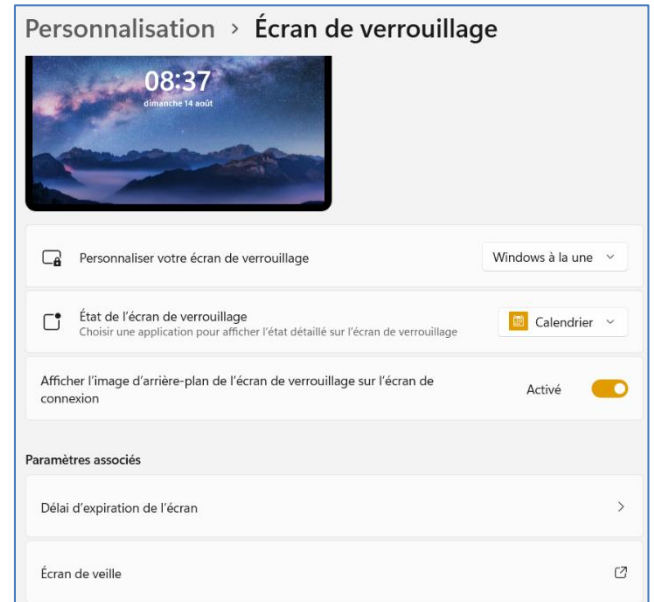 Personnalisation > Écran de verrouillage
08:37
dimanche 14 août
Personnaliser votre écran de verrouillage
Windows à la une
État de l'écran de verrouillage
Choisir une application pour afficher l'état détaillé sur l'écran de verrouillage
Calendrier
Afficher l'image d'arrière-plan de l'écran de verrouillage sur l'écran de
connexion
Activé
Paramètres associés
Délai d'expiration de l'écran
Écran de veille